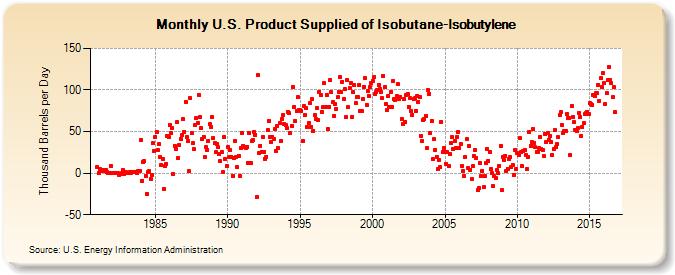 Monthly U.S. Product Supplied of Isobutane-Isobutylene
Thousand Barrels per Day
150
100
50
0
-50
1985 1990 1995 2000 2005 2010 2015
Source: U.S. Energy Information Administration